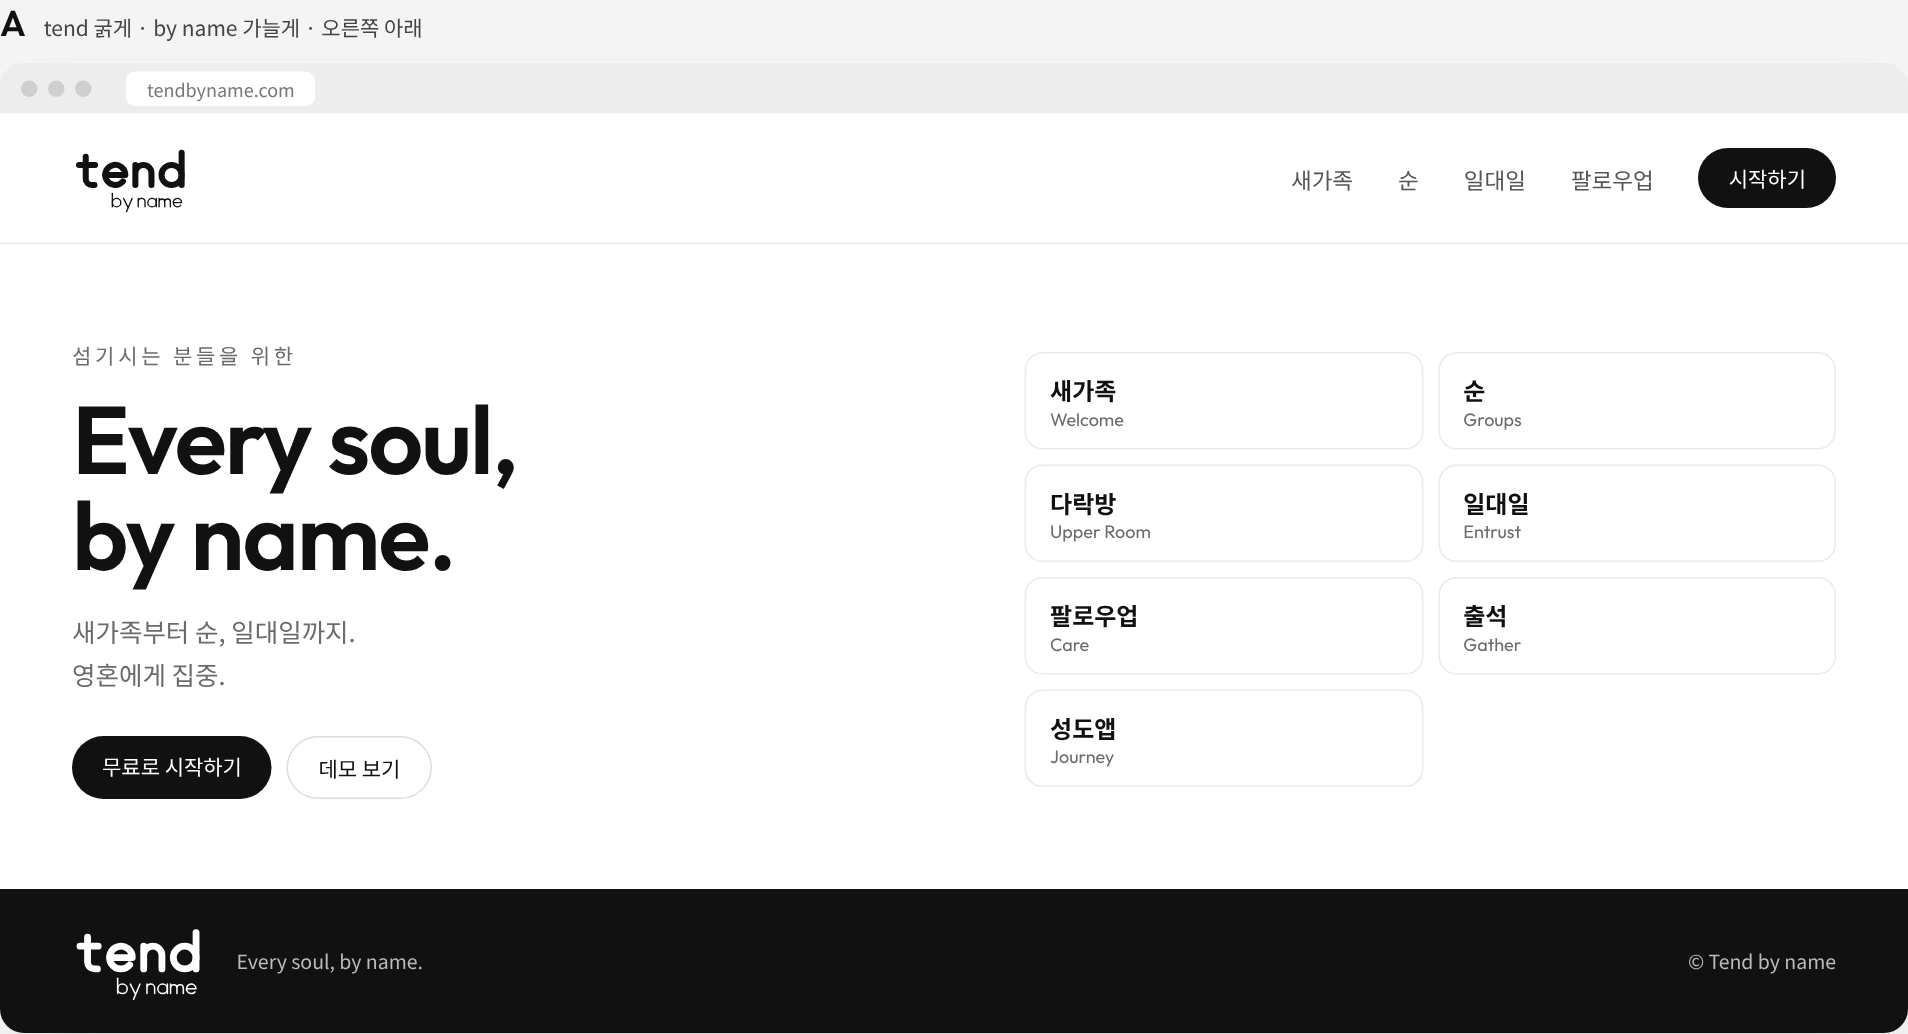 A tend 굵게 · by name 가늘게 · 오른쪽 아래
tendbyname.com
tend
by name
새가족 순 일대일 팔로우업 시작하기
섬기시는 분들을 위한
Every soul,
by name.
새가족부터 순, 일대일까지.
영혼에게 집중.
무료로 시작하기 데모 보기
새가족
Welcome
순
Groups
다락방
Upper Room
일대일
Entrust
팔로우업
Care
출석
Gather
성도앱
Journey
tend
by name
Every soul, by name.
© Tend by name